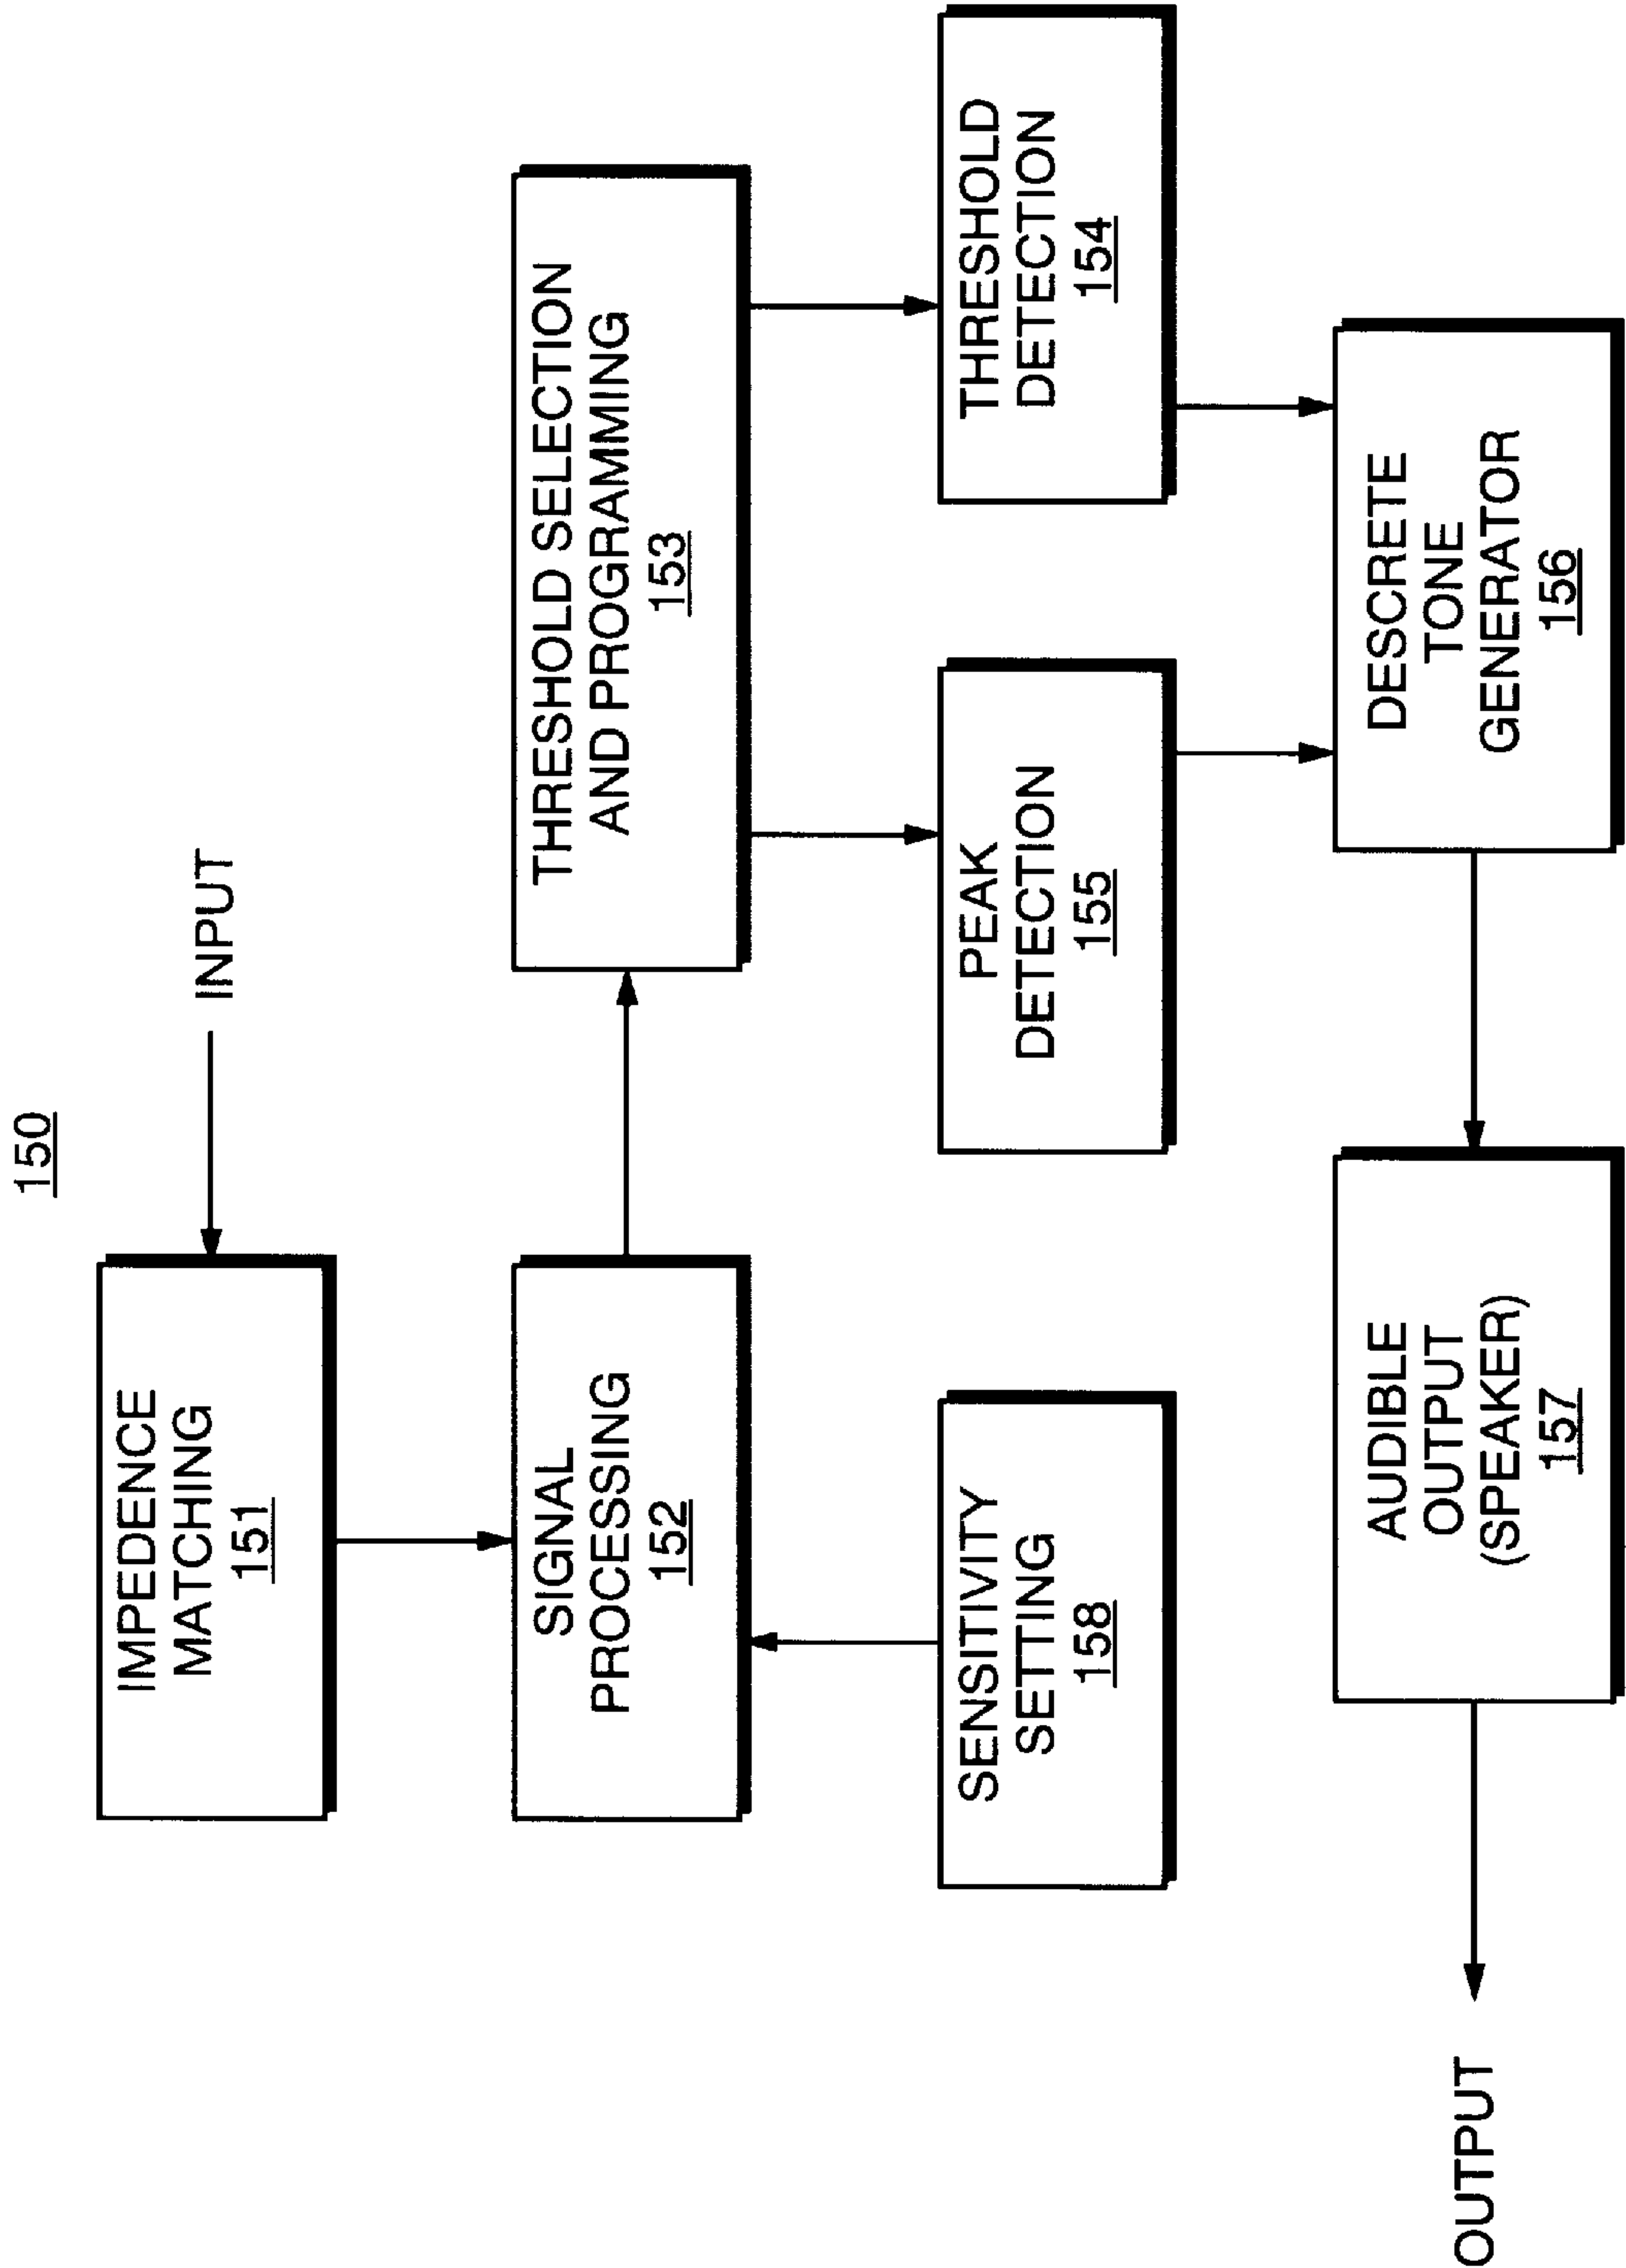 150
INPUT
IMPEDENCE
MATCHING
151
SIGNAL
PROCESSING
152
THRESHOLD SELECTION
AND PROGRAMMING
153
SENSITIVITY
SETTING
158
PEAK
DETECTION
155
THRESHOLD
DETECTION
154
OUTPUT
AUDIBLE
OUTPUT
(SPEAKER)
157
DESCRETE
TONE
GENERATOR
156